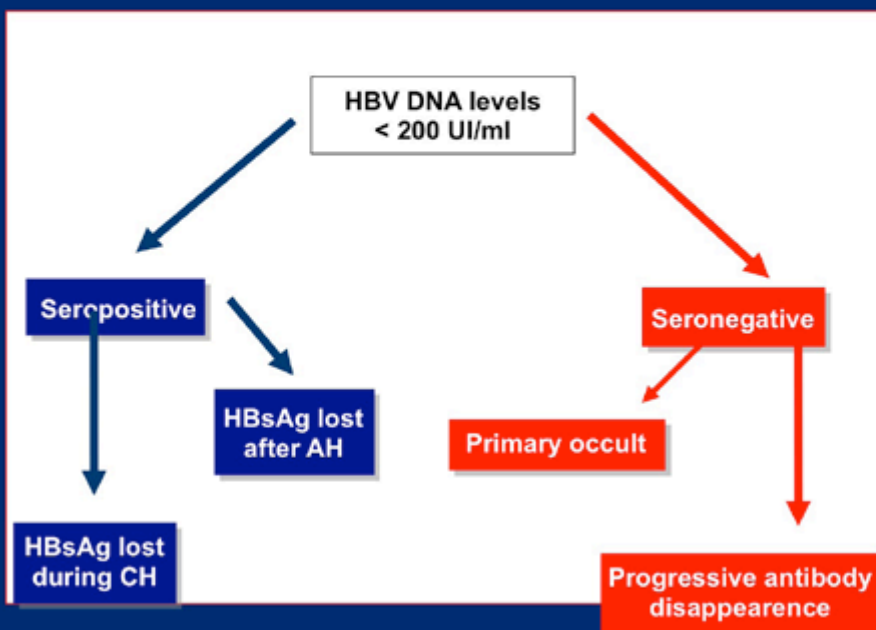 HBV DNA levels
< 200 UI/ml
Seropositive
Seronegative
HBsAg lost
after AH
Primary occult
HBsAg lost
during CH
Progressive antibody
disappearence